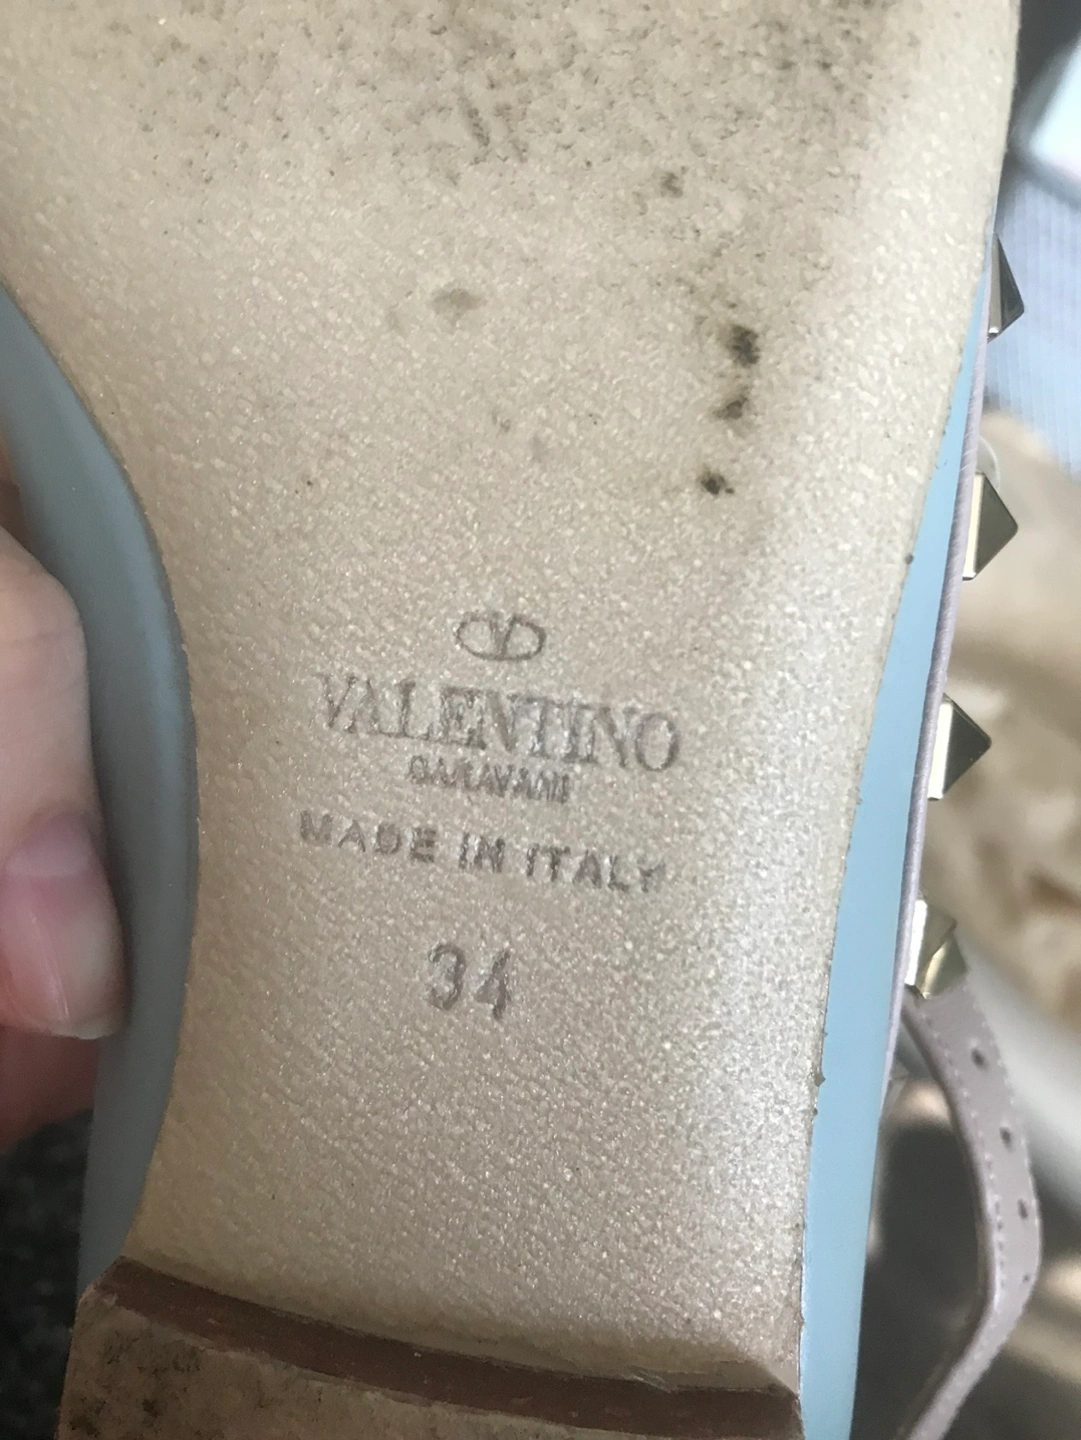 VALENTINO
GARAVANI
MADE IN ITALY
34